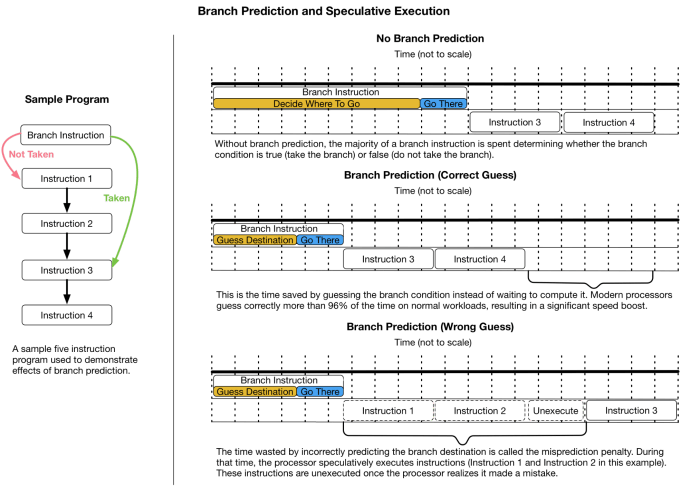 Branch Prediction and Speculative Execution
Sample Program
Branch Instruction
Not Taken
Instruction 1
Taken
Instruction 2
Instruction 3
Instruction 4
A sample five instruction
program used to demonstrate
effects of branch prediction.
No Branch Prediction
Time (not to scale)
Branch Instruction
Decide Where To Go
Go There
Instruction 3
Instruction 4
Without branch prediction, the majority of a branch instruction is spent determining whether the branch
condition is true (take the branch) or false (do not take the branch).
Branch Prediction (Correct Guess)
Time (not to scale)
Branch Instruction
Guess Destination
Go There
Instruction 3
Instruction 4
This is the time saved by guessing the branch condition instead of waiting to compute it. Modern processors
guess correctly more than 96% of the time on normal workloads, resulting in a significant speed boost.
Branch Prediction (Wrong Guess)
Time (not to scale)
Branch Instruction
Guess Destination
Go There
Instruction 1
Instruction 2
Unexecute
Instruction 3
The time wasted by incorrectly predicting the branch destination is called the misprediction penalty. During
that time, the processor speculatively executes instructions (Instruction 1 and Instruction 2 in this example).
These instructions are unexecuted once the processor realizes it made a mistake.